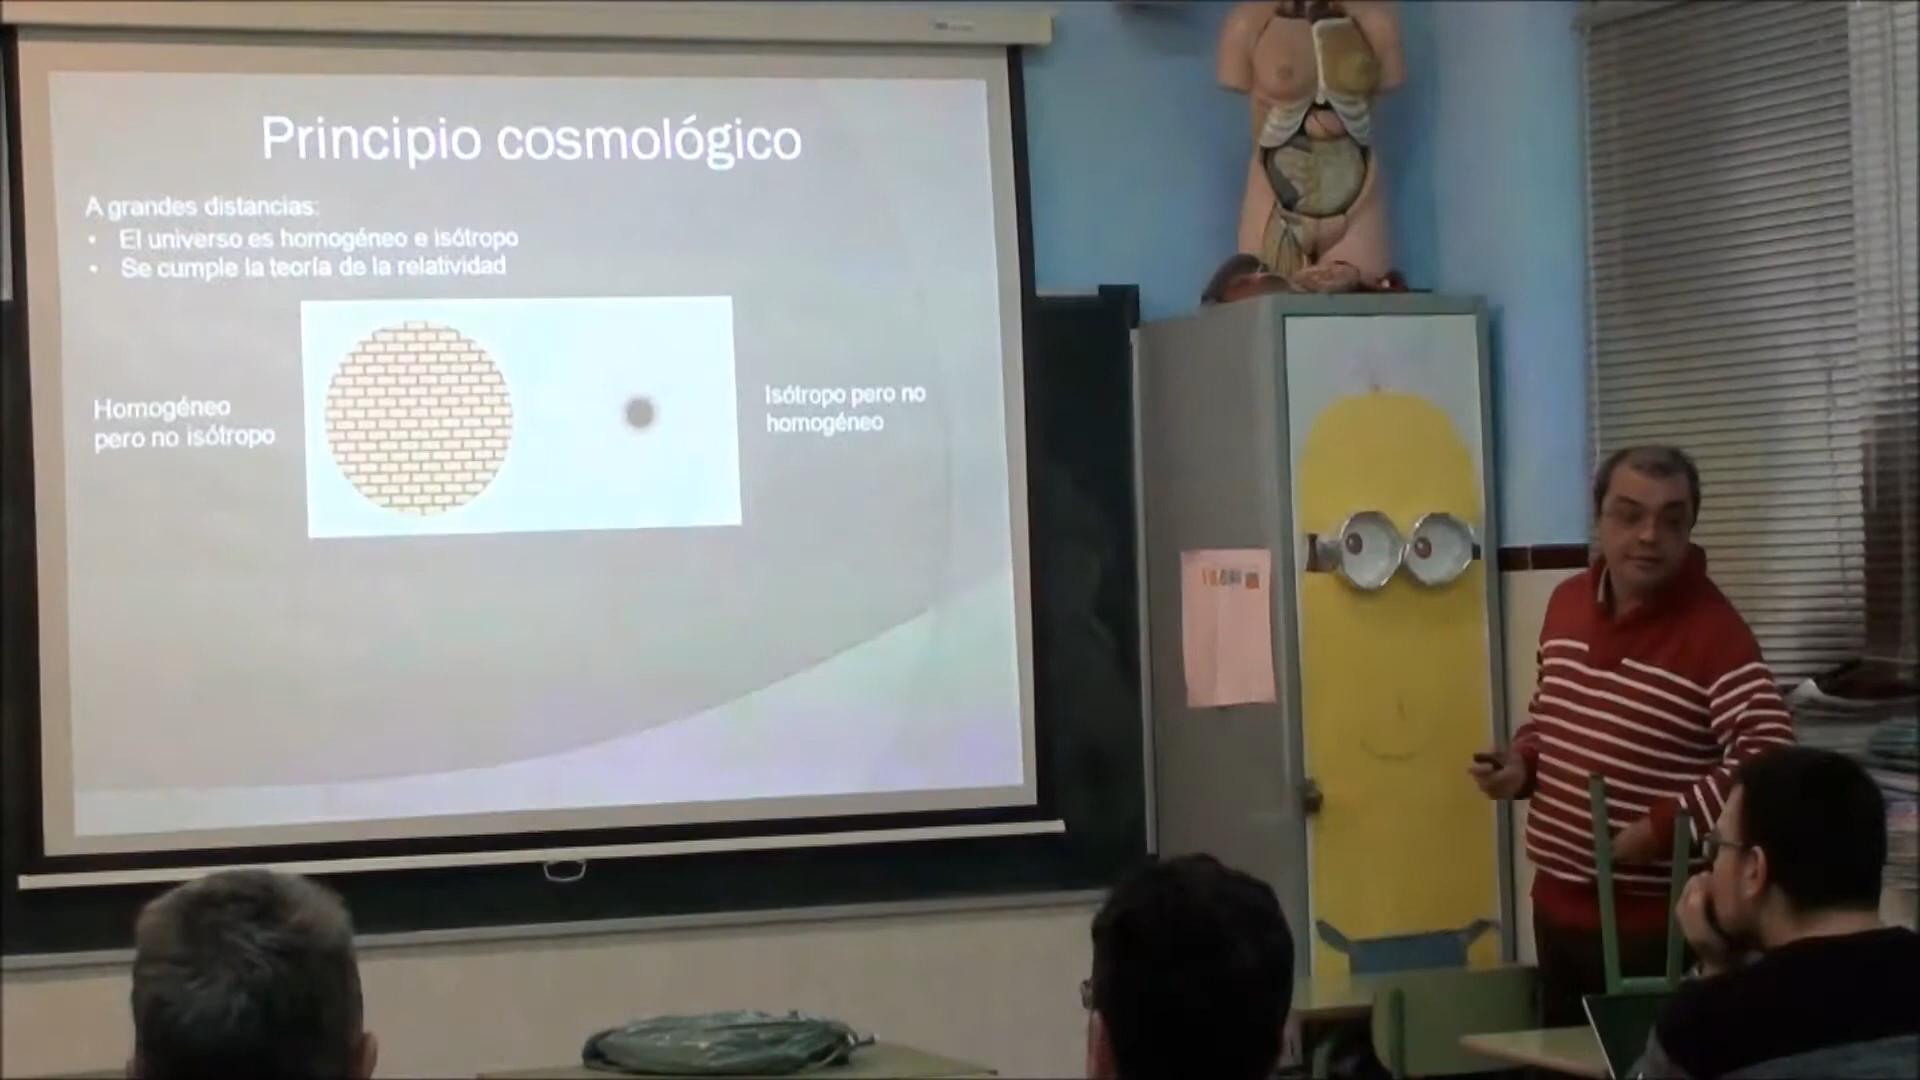 Principio cosmológico
A grandes distancias:
• El universo es homogéneo e isótropo
• Se cumple la teoría de la relatividad
Homogéneo
pero no isótropo
Isótropo pero no
homogéneo